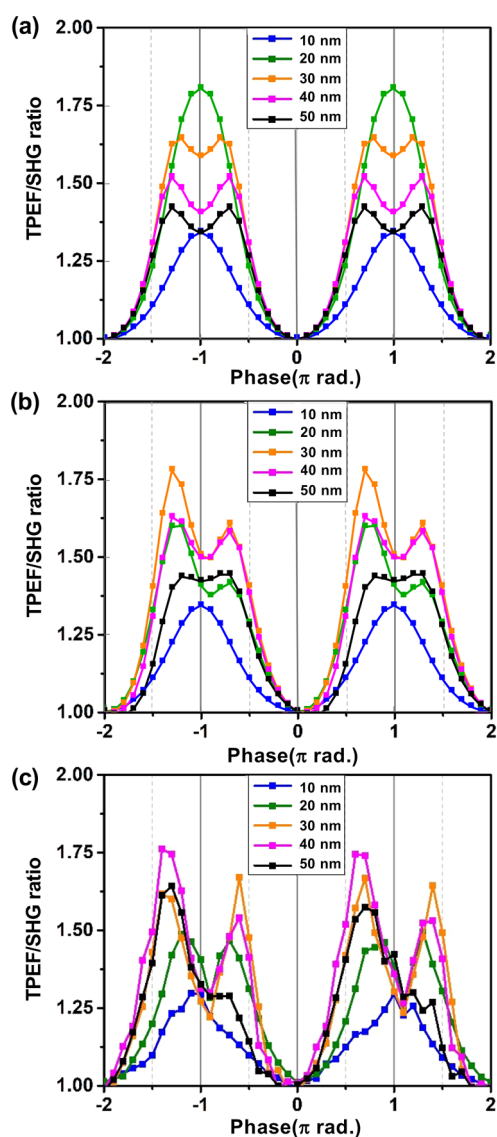 (a)
2.00
1.75
1.50
1.25
1.00
TPEF/SHG ratio
10 nm
20 nm
30 nm
40 nm
50 nm
-2 -1 0 1 2
Phase(π rad.)
(b)
2.00
1.75
1.50
1.25
1.00
TPEF/SHG ratio
10 nm
20 nm
30 nm
40 nm
50 nm
-2 -1 0 1 2
Phase(π rad.)
(c)
2.00
1.75
1.50
1.25
1.00
TPEF/SHG ratio
10 nm
20 nm
30 nm
40 nm
50 nm
-2 -1 0 1 2
Phase(π rad.)